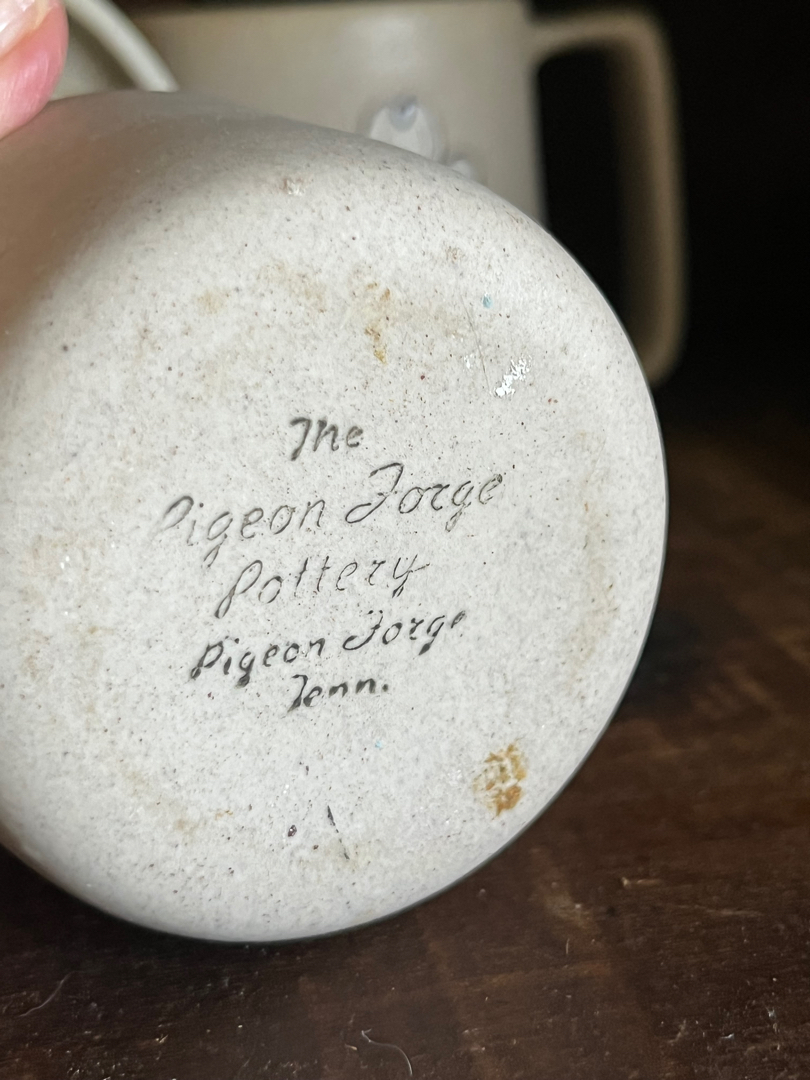 The
Pigeon Forge
Pottery
Pigeon Forge
Tenn.